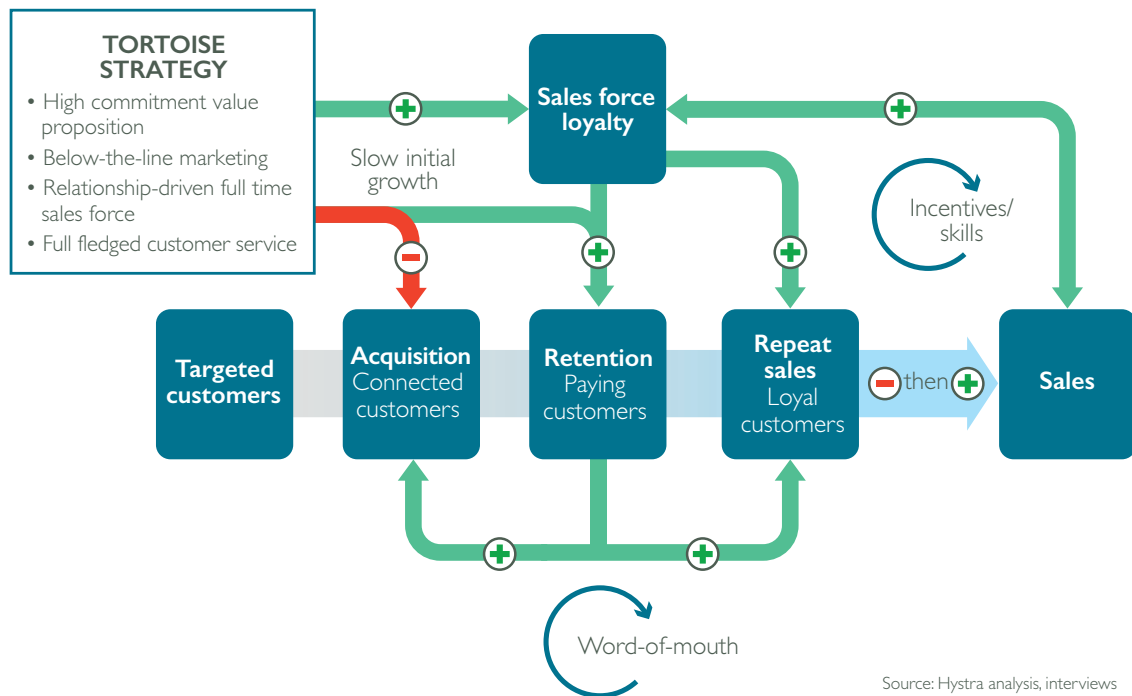 TORTOISE
STRATEGY
• High commitment value
proposition
• Below-the-line marketing
• Relationship-driven full time
sales force
• Full fledged customer service
Sales force
loyalty
Slow initial
growth
Incentives/
skills
Targeted
customers
Acquisition
Connected
customers
Retention
Paying
customers
Repeat
sales
Loyal
customers
then
Sales
Word-of-mouth
Source: Hystra analysis, interviews